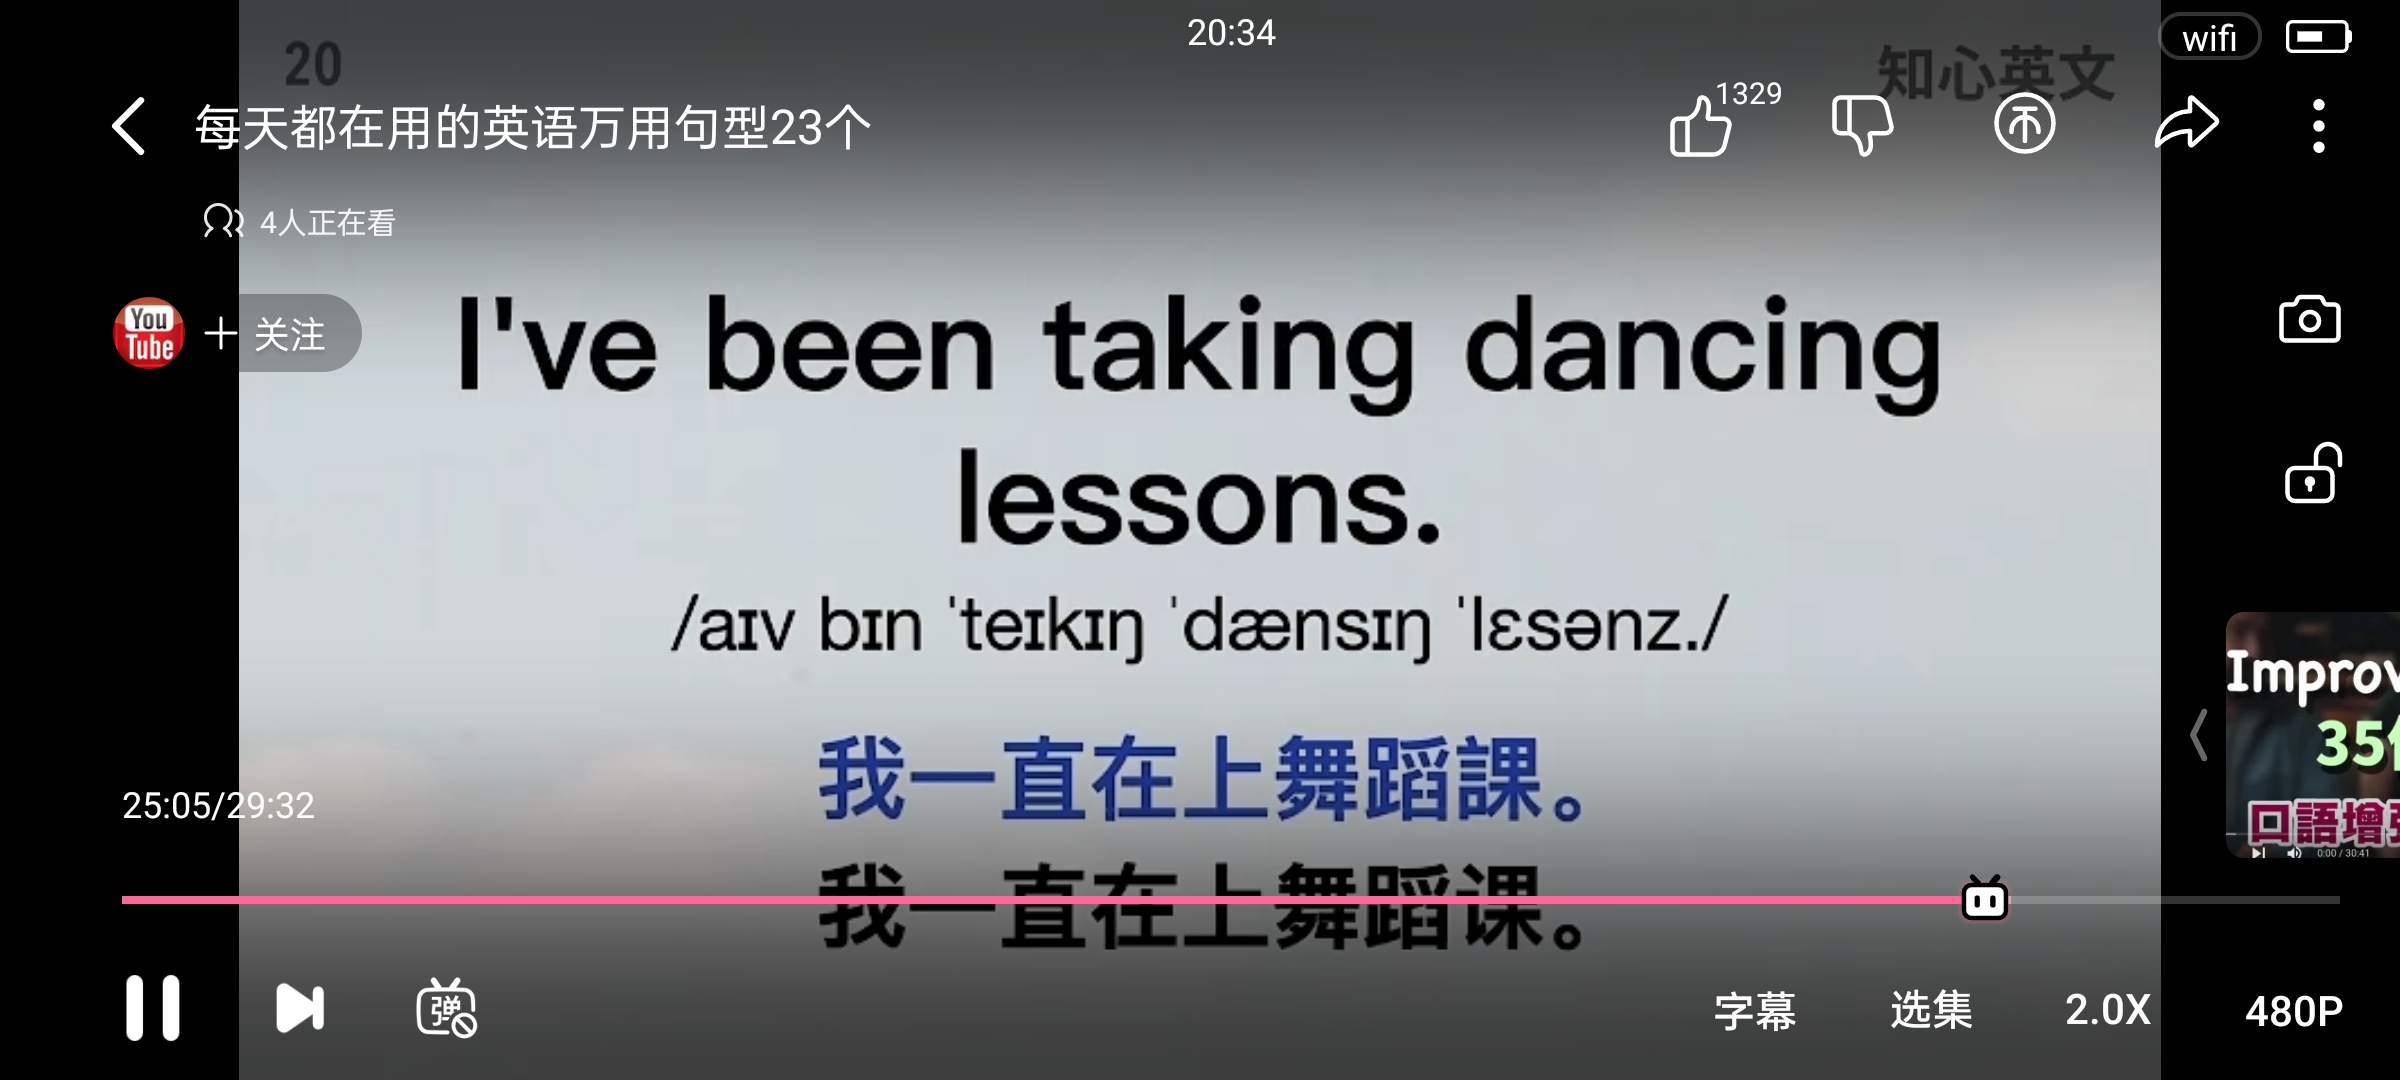 20:34
wifi
20
知心英文
每天都在用的英语万用句型23个
1329
4人正在看
You
Tube
+ 关注
I've been taking dancing
lessons.
/aɪv bɪn ˈteɪkɪŋ ˈdænsɪŋ ˈlɛsənz./
我一直在上舞蹈課。
我一直在上舞蹈课。
25:05/29:32
Improv
35
口語增
0:00 / 30:41
弹
字幕
选集
2.0X
480P